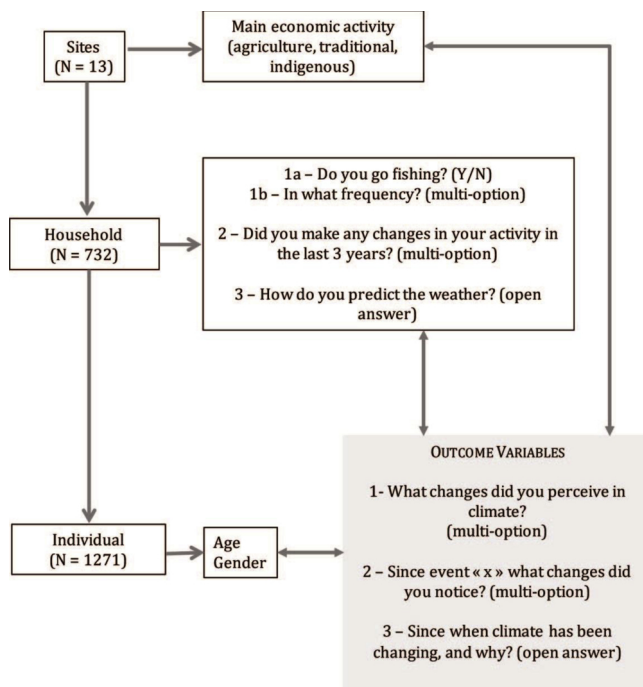 Sites
(N = 13)
Main economic activity
(agriculture, traditional,
indigenous)
Household
(N = 732)
1a – Do you go fishing? (Y/N)
1b – In what frequency? (multi-option)
2 – Did you make any changes in your activity in
the last 3 years? (multi-option)
3 – How do you predict the weather? (open
answer)
Individual
(N = 1271)
Age
Gender
OUTCOME VARIABLES
1- What changes did you perceive in
climate?
(multi-option)
2 – Since event « x » what changes did
you notice? (multi-option)
3 – Since when climate has been
changing, and why? (open answer)